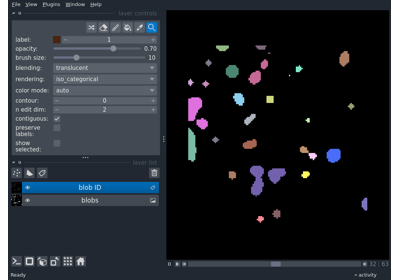 File View Plugins Window Help
layer controls
label: 1
opacity: 0.70
brush size: 10
blending: translucent
rendering: iso_categorical
color mode: auto
contour: 0
n edit dim: 2
contiguous:
preserve
labels:
show
selected:
layer list
blob ID
blobs
32 63
Ready
activity